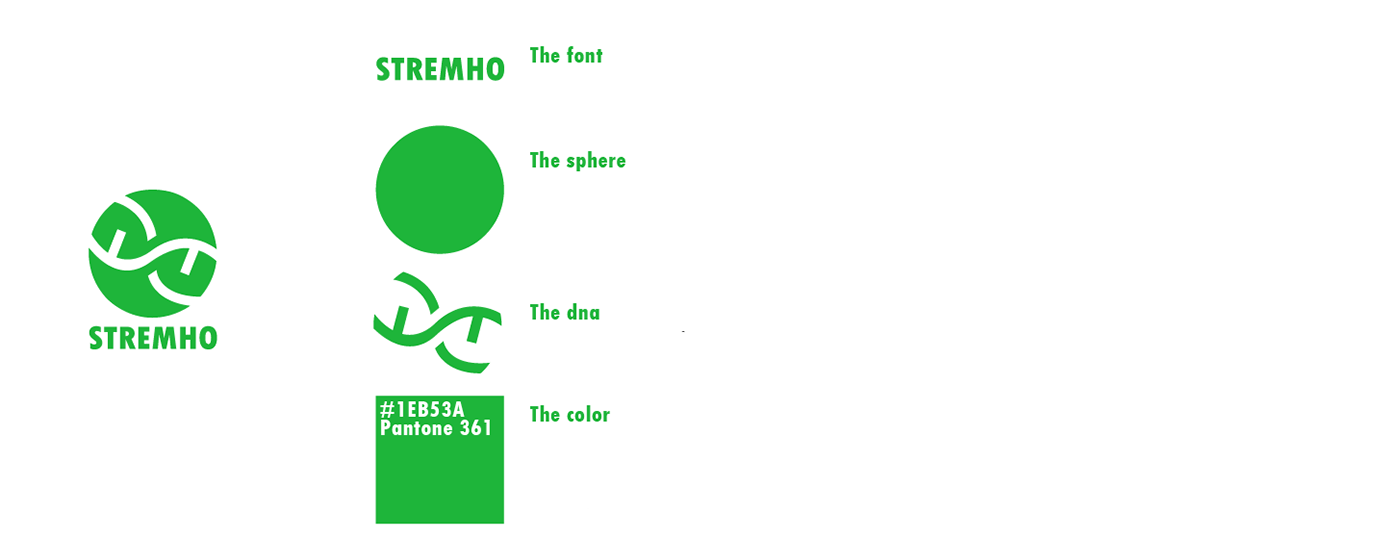 STREMHO
STREMHO
The font
The sphere
The dna
#1EB53A
Pantone 361
The color